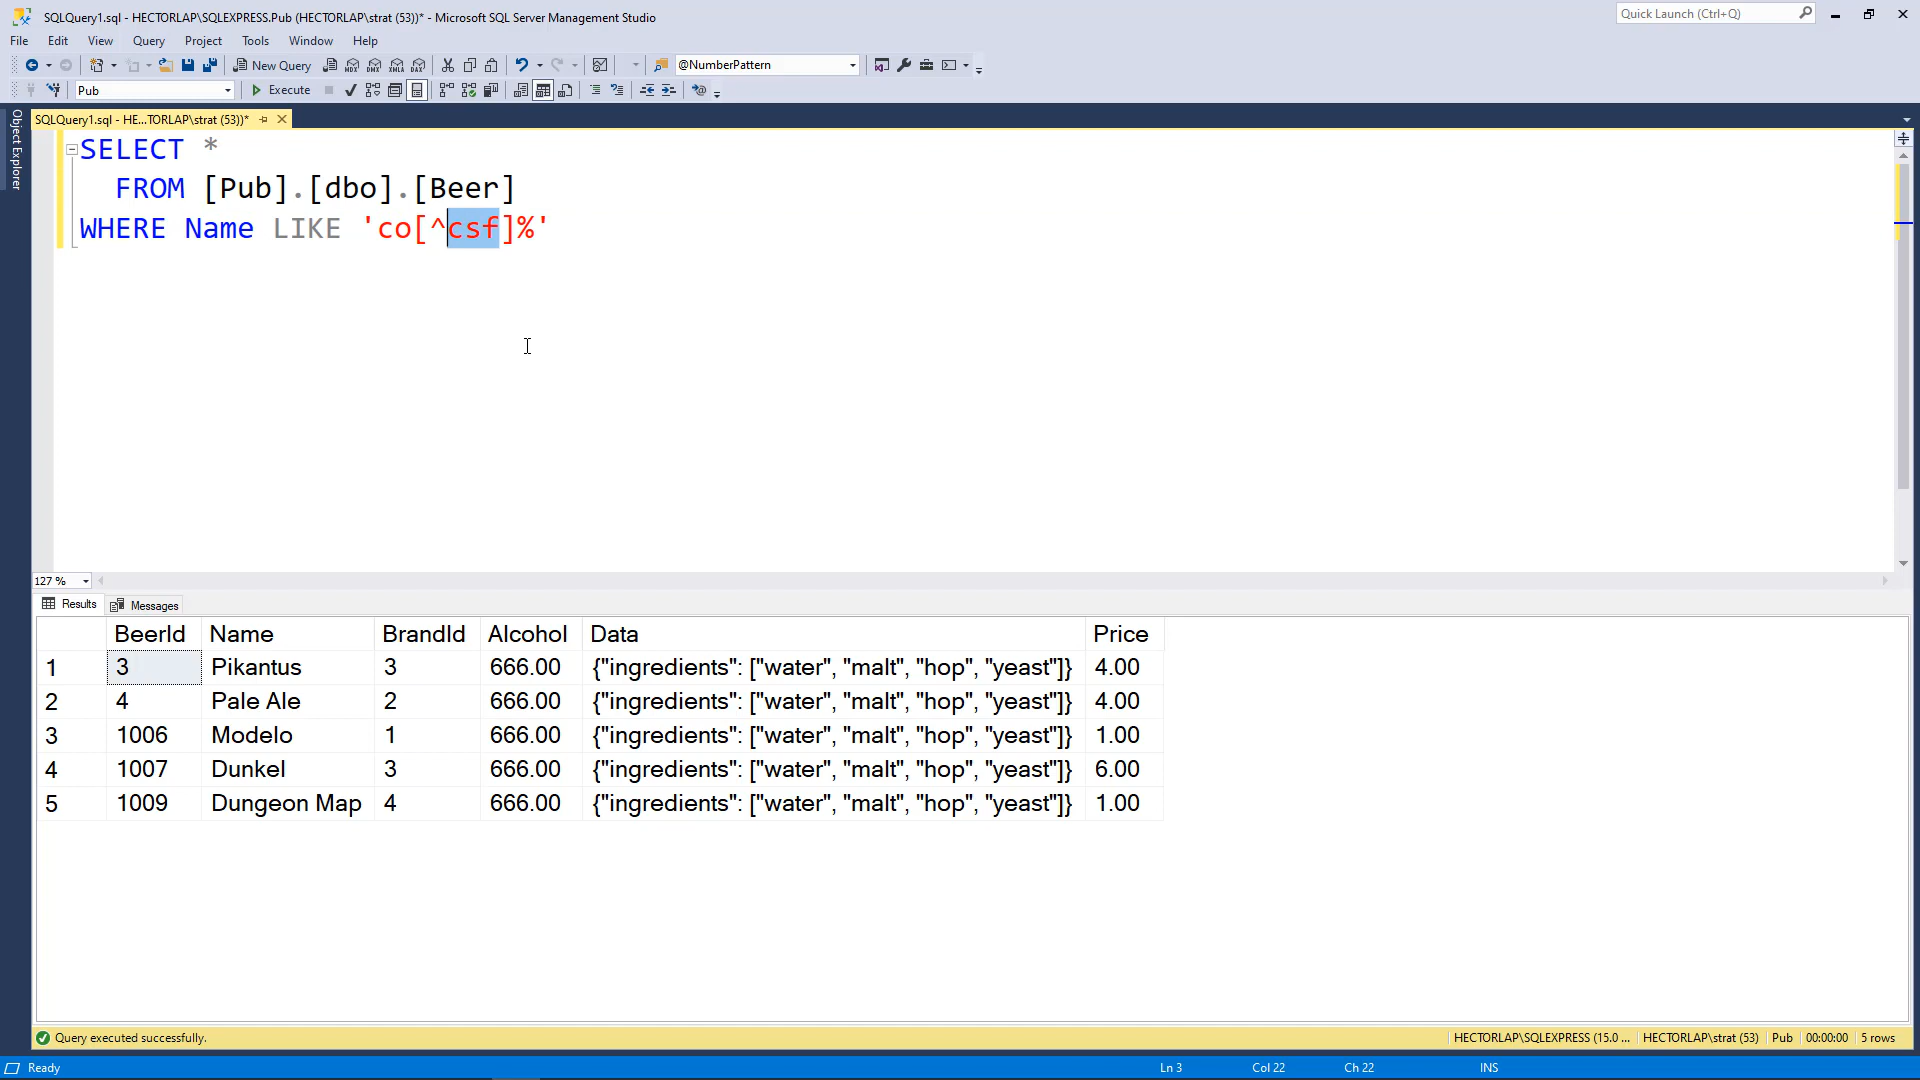 SQLQuery1.sql - HECTORLAP\SQLEXPRESS.Pub (HECTORLAP\strat (53))* - Microsoft SQL Server Management Studio
Quick Launch (Ctrl+Q)
File Edit View Query Project Tools Window Help
New Query
@NumberPattern
Pub
Execute
Object Explorer
SQLQuery1.sql - HE...TORLAP\strat (53))*
SELECT *
FROM [Pub].[dbo].[Beer]
WHERE Name LIKE 'co[^csf]%'
127 %
Results Messages
BeerId Name BrandId Alcohol Data Price
1 3 Pikantus 3 666.00 {"ingredients": ["water", "malt", "hop", "yeast"]} 4.00
2 4 Pale Ale 2 666.00 {"ingredients": ["water", "malt", "hop", "yeast"]} 4.00
3 1006 Modelo 1 666.00 {"ingredients": ["water", "malt", "hop", "yeast"]} 1.00
4 1007 Dunkel 3 666.00 {"ingredients": ["water", "malt", "hop", "yeast"]} 6.00
5 1009 Dungeon Map 4 666.00 {"ingredients": ["water", "malt", "hop", "yeast"]} 1.00
Query executed successfully.
HECTORLAP\SQLEXPRESS (15.0 ... HECTORLAP\strat (53) Pub 00:00:00 5 rows
Ready Ln 3 Col 22 Ch 22 INS